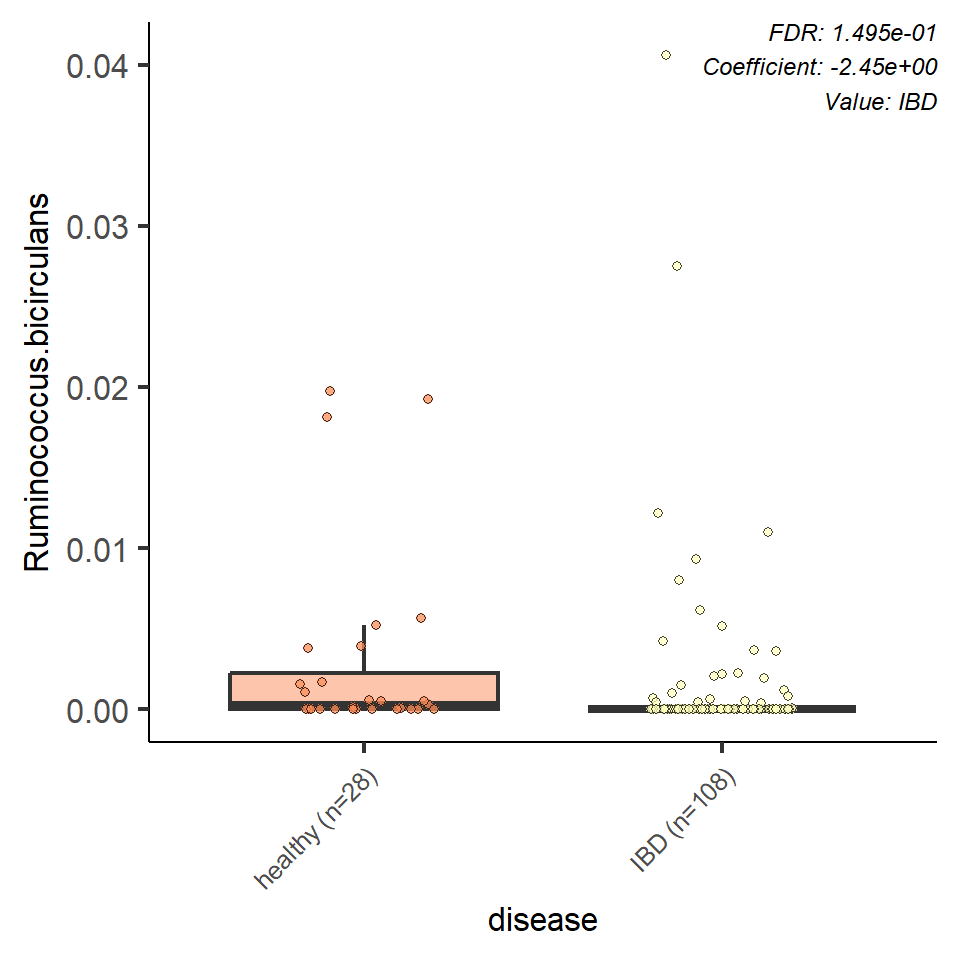 FDR: 1.495e-01
Coefficient: -2.45e+00
Value: IBD
Ruminococcus.bicirculans
0.04
0.03
0.02
0.01
0.00
healthy (n=28)
IBD (n=108)
disease